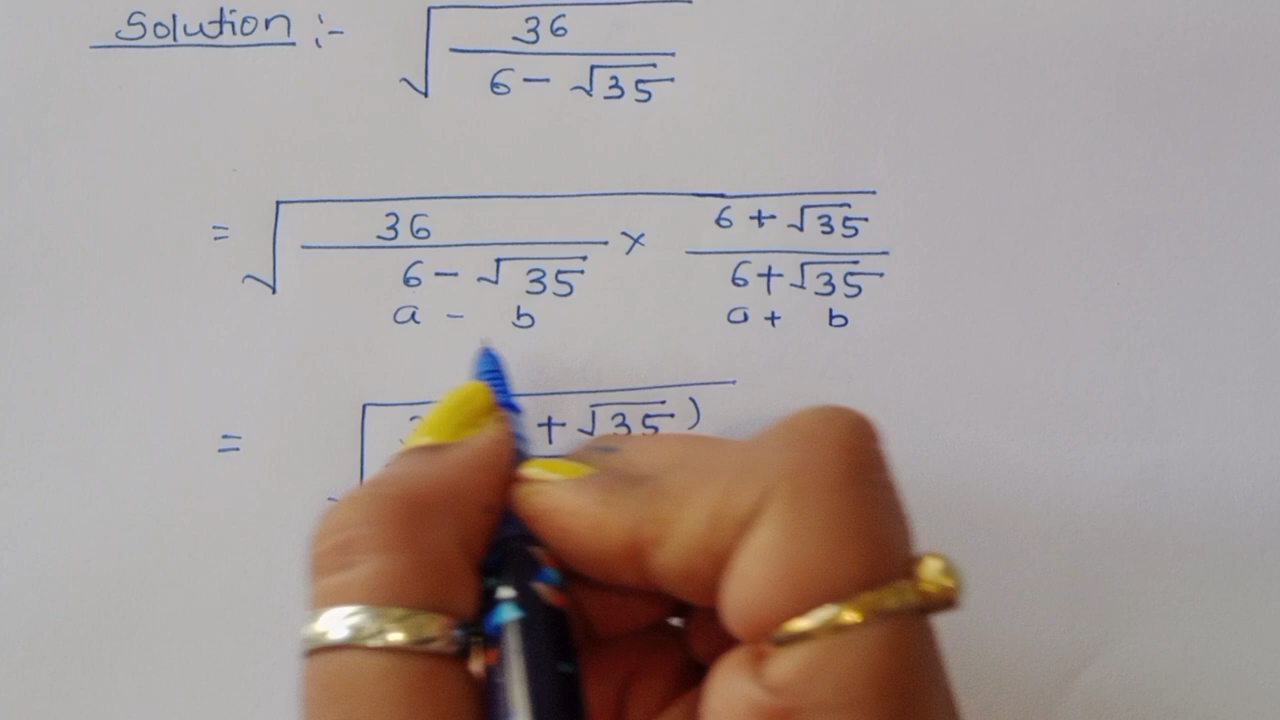 Solution :- √(36 / (6 - √35))
= √(36 / (6 - √35) × (6 + √35) / (6 + √35))
a - b a + b
= √( + √35)